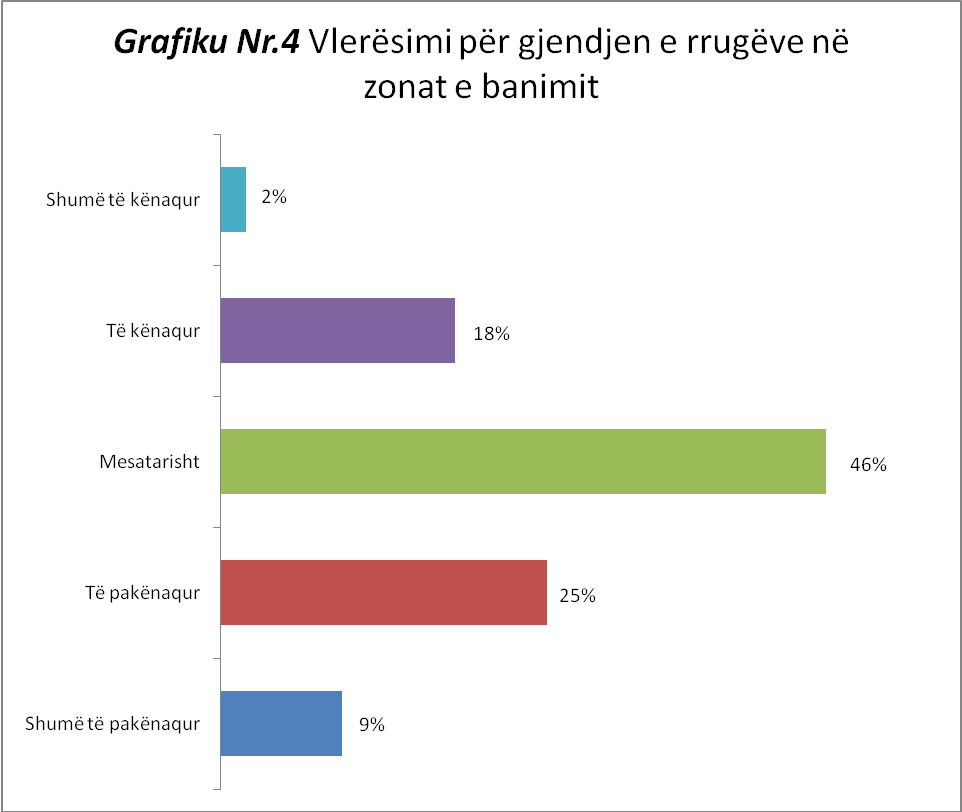 Grafiku Nr.4 Vlerësimi për gjendjen e rrugëve në
zonat e banimit
Shumë të kënaqur
2%
Të kënaqur
18%
Mesatarisht
46%
Të pakënaqur
25%
Shumë të pakënaqur
9%